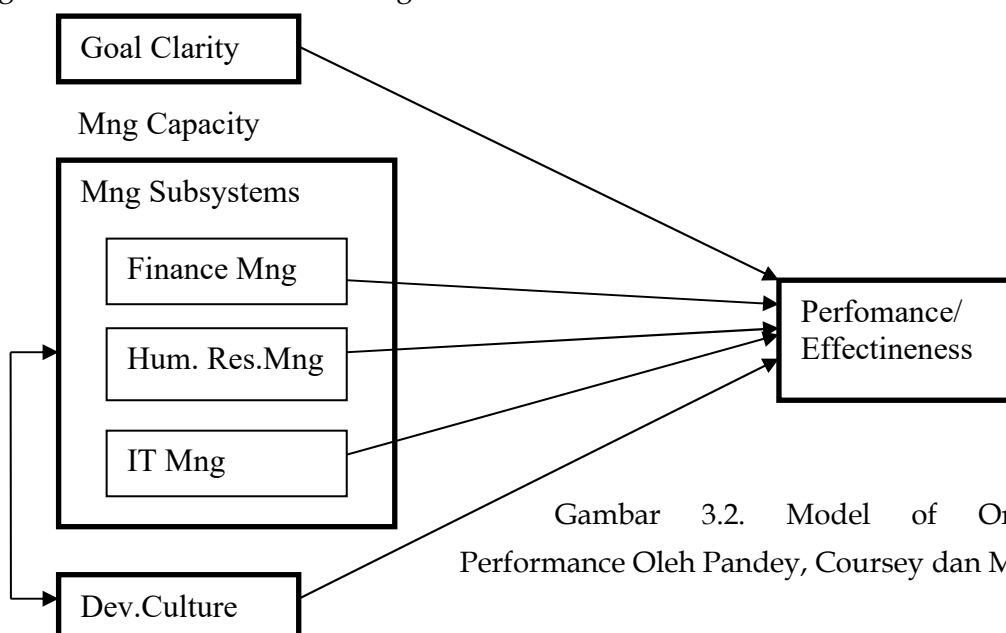 Goal Clarity
Mng Capacity
Mng Subsystems
Finance Mng
Hum. Res.Mng
IT Mng
Dev.Culture
Perfomance/
Effectineness
Gambar 3.2. Model of
Performance Oleh Pandey, Coursey dan